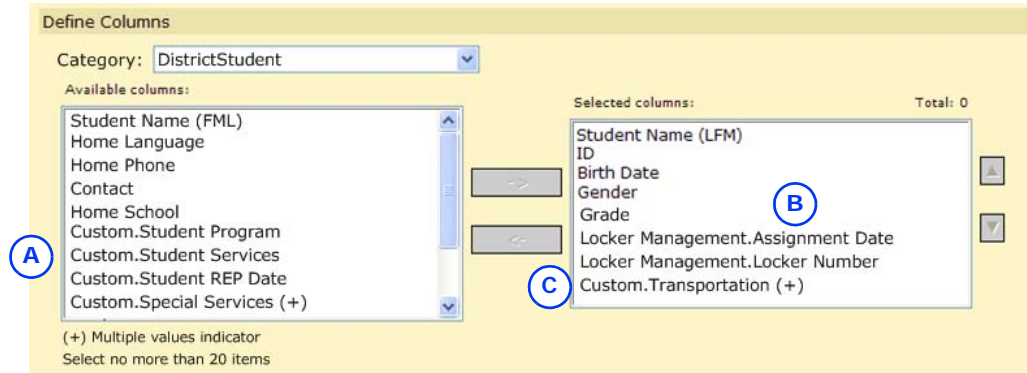 Define Columns
Category: DistrictStudent
Available columns:
Student Name (FML)
Home Language
Home Phone
Contact
Home School
Custom.Student Program
Custom.Student Services
Custom.Student REP Date
Custom.Special Services (+)
(+) Multiple values indicator
Select no more than 20 items
A
->
<-
Selected columns: Total: 0
Student Name (LFM)
ID
Birth Date
Gender
Grade
Locker Management.Assignment Date
Locker Management.Locker Number
Custom.Transportation (+)
B
C